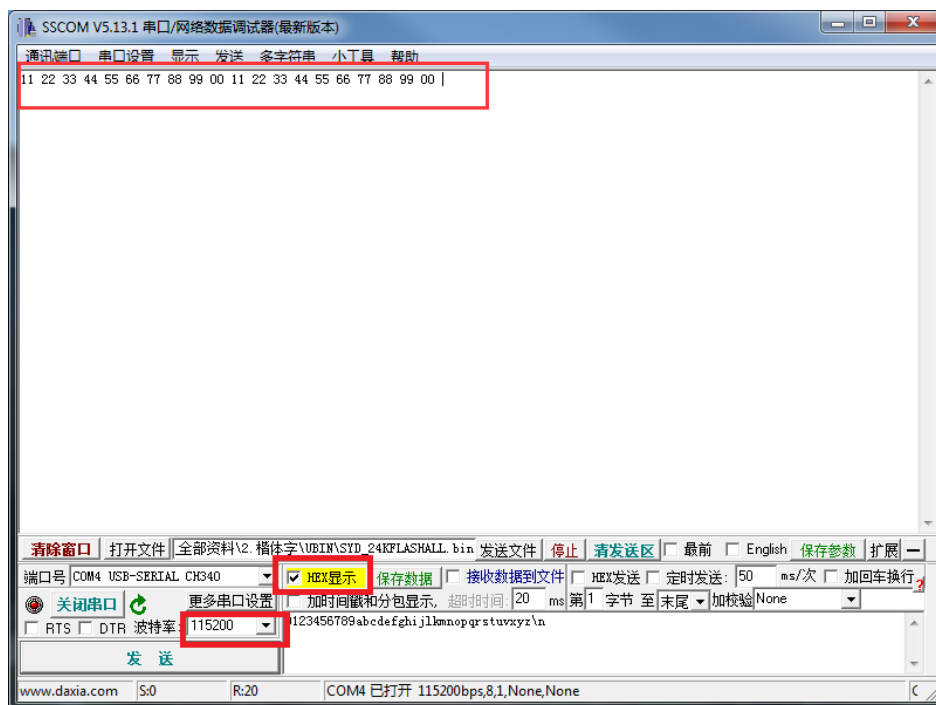 SSCOM V5.13.1 串口/网络数据调试器(最新版本)
通讯端口 串口设置 显示 发送 多字符串 小工具 帮助
11 22 33 44 55 66 77 88 99 00 11 22 33 44 55 66 77 88 99 00
清除窗口 打开文件 全部资料\2.楷体字\UBIN\SYD_24KFLASHALL.bin 发送文件 停止 清发送区 最前 English 保存参数 扩展
端口号 COM4 USB-SERIAL CH340 HEX显示 保存数据 接收数据到文件 HEX发送 定时发送: 50 ms/次 加回车换行
关闭串口 更多串口设置 加时间戳和分包显示, 超时时间: 20 ms 第1 字节 至 末尾 加校验 None
RTS DTR 波特率: 115200 0123456789abcdefghijlkmnopqrstuvxyz\n
发 送
www.daxia.com S:0 R:20 COM4 已打开 115200bps,8,1,None,None